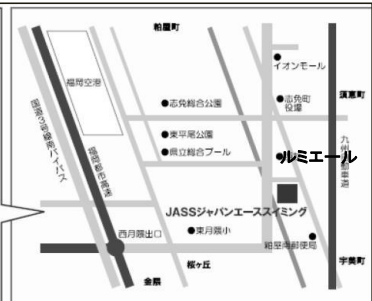 粕屋町
イオンモール
福岡空港
●志免総合公園
●志免町
役場
須恵町
●東平尾公園
●県立総合プール
国道3号線南バイパス
福岡都市高速
●ルミエール
九州自動車道
JASSジャパンエーススイミング
西月隈出口
●東月隈小
粕屋南郵便局
桜ヶ丘
宇美町
金隈